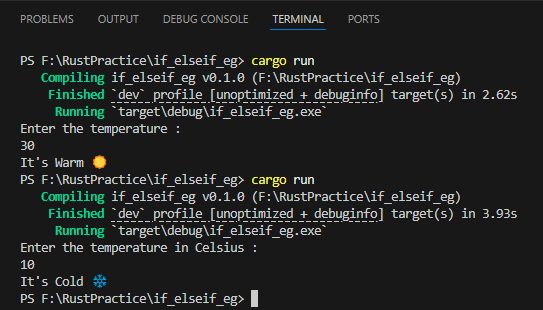 PROBLEMS OUTPUT DEBUG CONSOLE TERMINAL PORTS
PS F:\RustPractice\if_elseif_eg> cargo run
Compiling if_elseif_eg v0.1.0 (F:\RustPractice\if_elseif_eg)
Finished `dev` profile [unoptimized + debuginfo] target(s) in 2.62s
Running `target\debug\if_elseif_eg.exe`
Enter the temperature :
30
It's Warm ☀️
PS F:\RustPractice\if_elseif_eg> cargo run
Compiling if_elseif_eg v0.1.0 (F:\RustPractice\if_elseif_eg)
Finished `dev` profile [unoptimized + debuginfo] target(s) in 3.93s
Running `target\debug\if_elseif_eg.exe`
Enter the temperature in Celsius :
10
It's Cold ❄️
PS F:\RustPractice\if_elseif_eg>